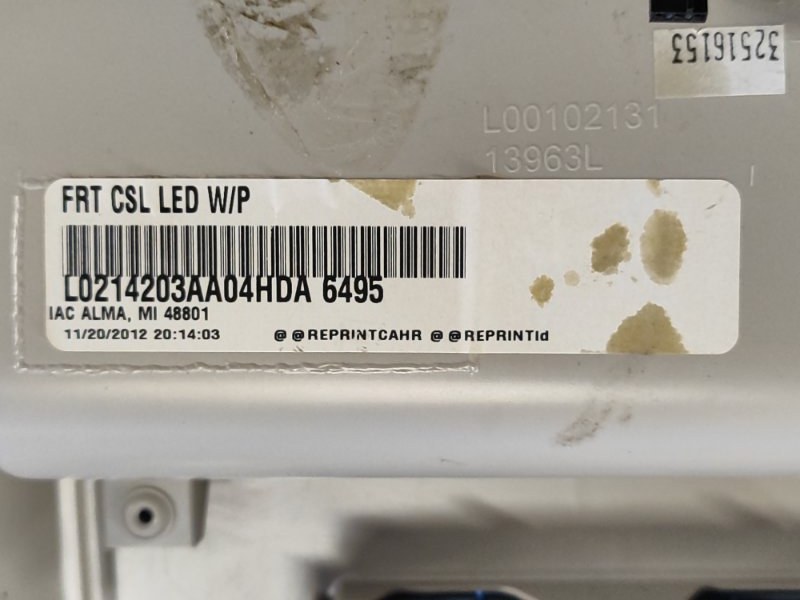 32516153
L00102131
13963L
FRT CSL LED W/P
L0214203AA04HDA 6495
IAC ALMA, MI 48801
11/20/2012 20:14:03 @ @REPRINTCAHR @ @REPRINTId